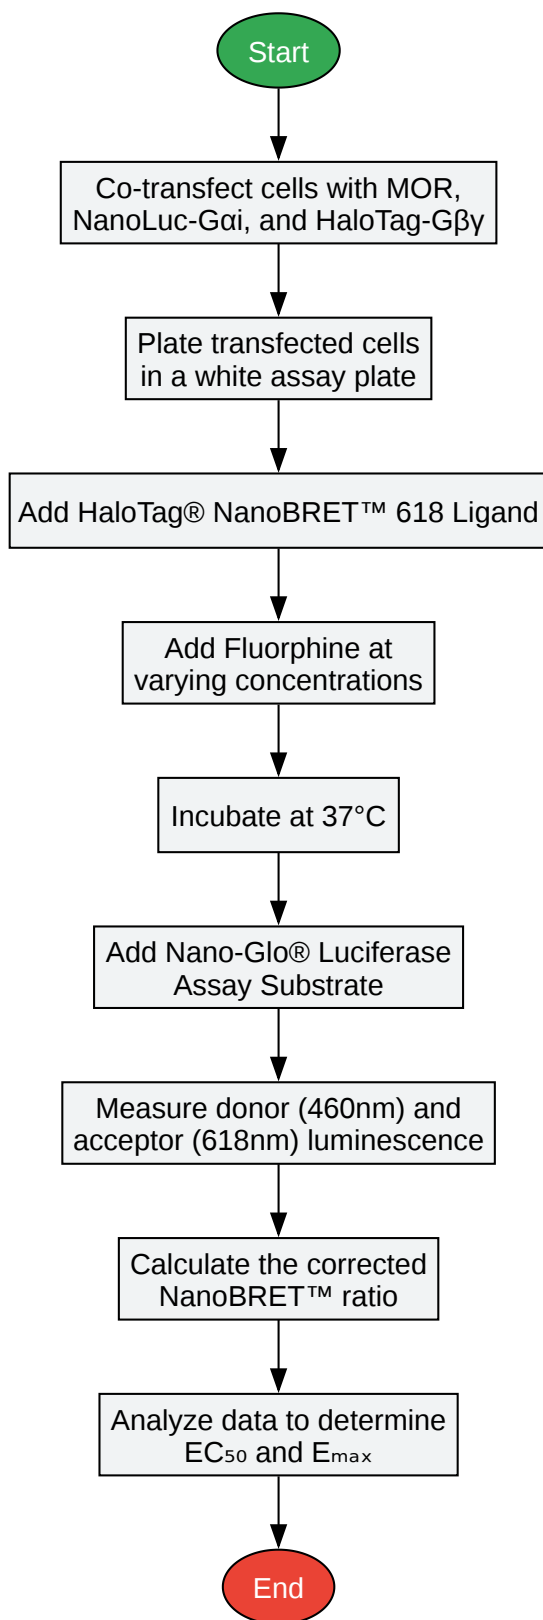 Start
Co-transfect cells with MOR,
NanoLuc-Gαi, and HaloTag-Gβγ
Plate transfected cells
in a white assay plate
Add HaloTag® NanoBRET™ 618 Ligand
Add Fluorphine at
varying concentrations
Incubate at 37°C
Add Nano-Glo® Luciferase
Assay Substrate
Measure donor (460nm) and
acceptor (618nm) luminescence
Calculate the corrected
NanoBRET™ ratio
Analyze data to determine
EC₅₀ and Eₘₐₓ
End